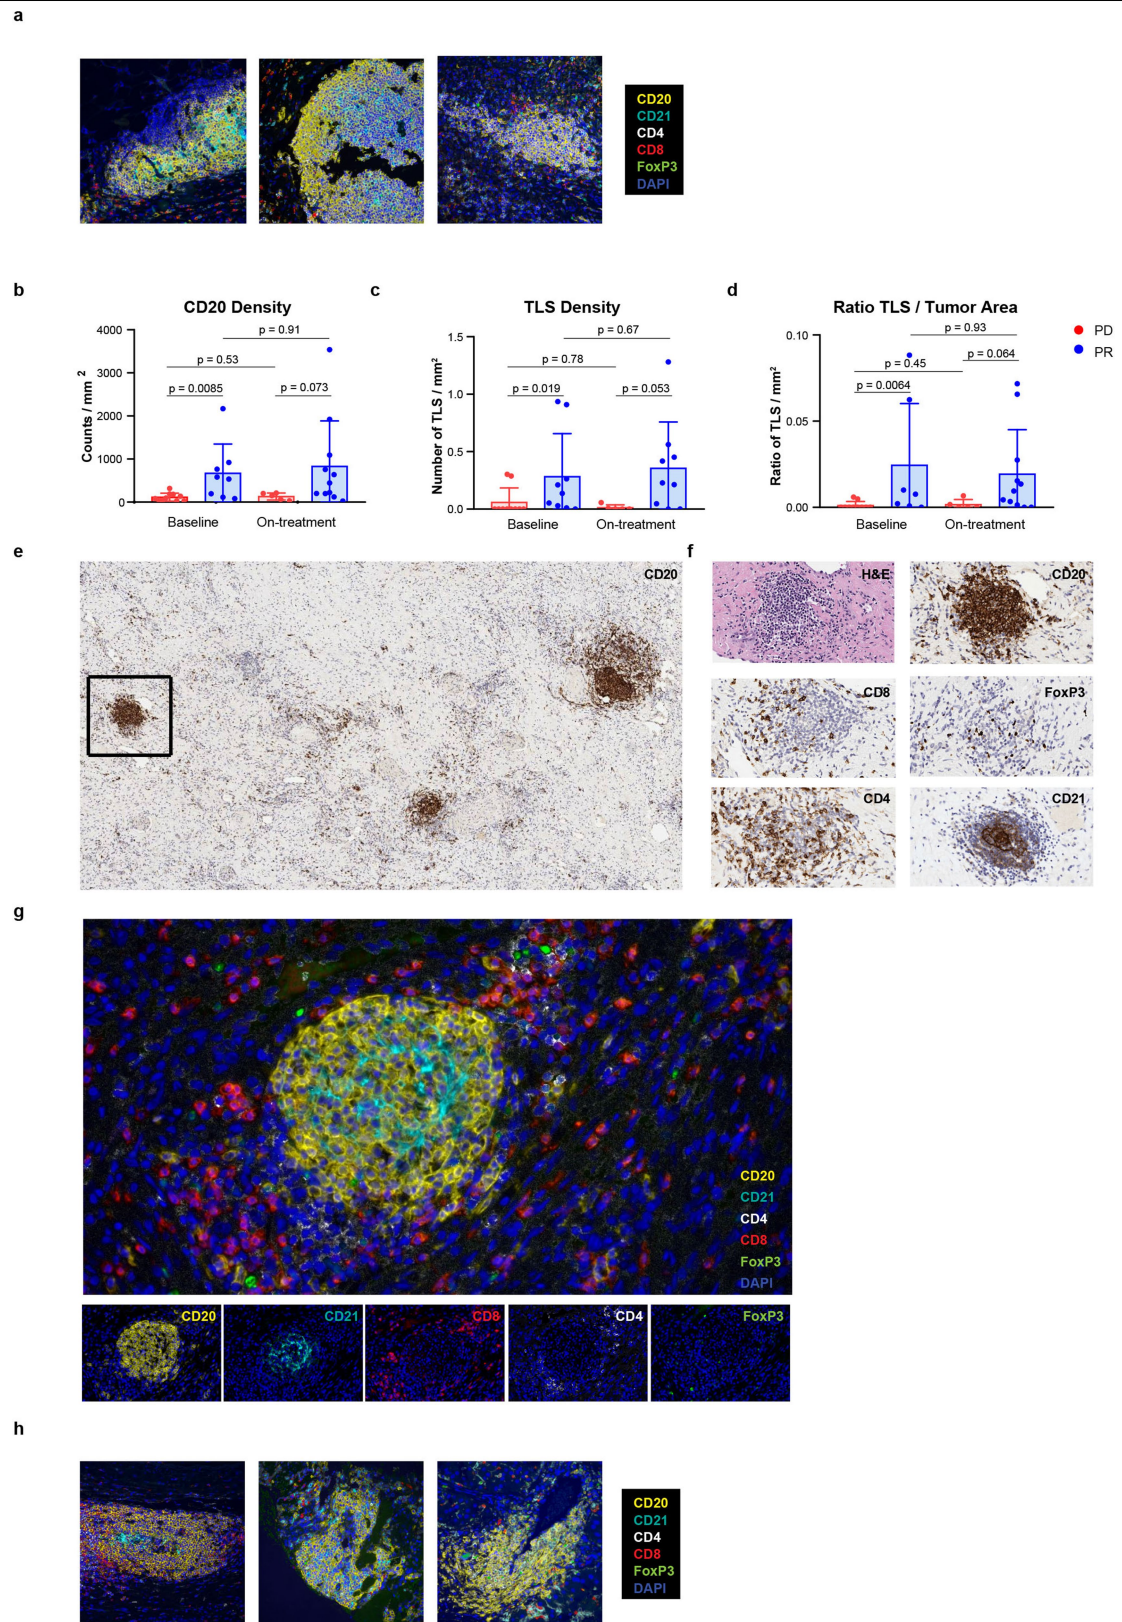 a
CD20
CD21
CD4
CD8
FoxP3
DAPI
b
CD20 Density
Counts / mm 2
4000
3000
2000
1000
0
p = 0.91
p = 0.53
p = 0.0085
p = 0.073
Baseline
On-treatment
c
TLS Density
Number of TLS / mm²
1.5
1.0
0.5
0.0
p = 0.67
p = 0.78
p = 0.019
p = 0.053
Baseline
On-treatment
d
Ratio TLS / Tumor Area
Ratio of TLS / mm²
0.10
0.05
0.00
p = 0.93
p = 0.064
p = 0.45
p = 0.0064
Baseline
On-treatment
PD
PR
e
CD20
f
H&E
CD20
CD8
FoxP3
CD4
CD21
g
CD20
CD21
CD4
CD8
FoxP3
DAPI
CD20
CD21
CD8
CD4
FoxP3
h
CD20
CD21
CD4
CD8
FoxP3
DAPI